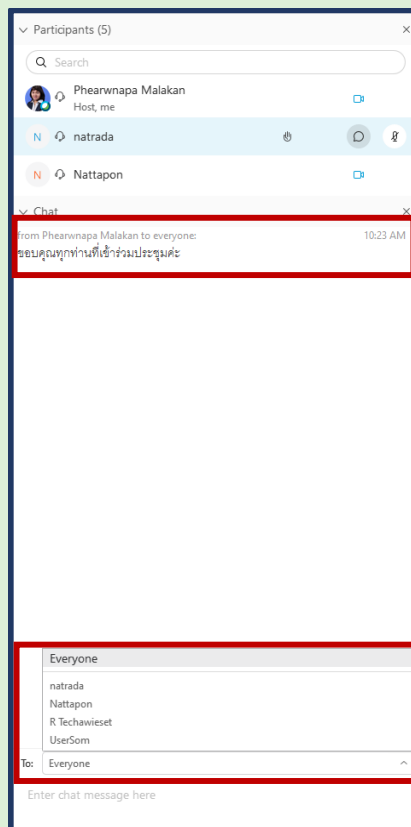 Participants (5)
Search
Phearwnapa Malakan
Host, me
N natrada
N Nattapon
Chat
from Phearwnapa Malakan to everyone: 10:23 AM
ขอบคุณทุกท่านที่เข้าร่วมประชุมค่ะ
Everyone
natrada
Nattapon
R Techawieset
UserSom
To: Everyone
Enter chat message here